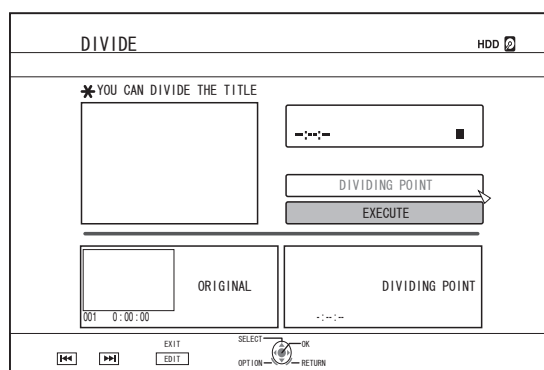 DIVIDE
HDD
YOU CAN DIVIDE THE TITLE
-:--:-
DIVIDING POINT
EXECUTE
ORIGINAL
001 0:00:00
DIVIDING POINT
-:--:--
EXIT
EDIT
SELECT
OK
OPTION
RETURN